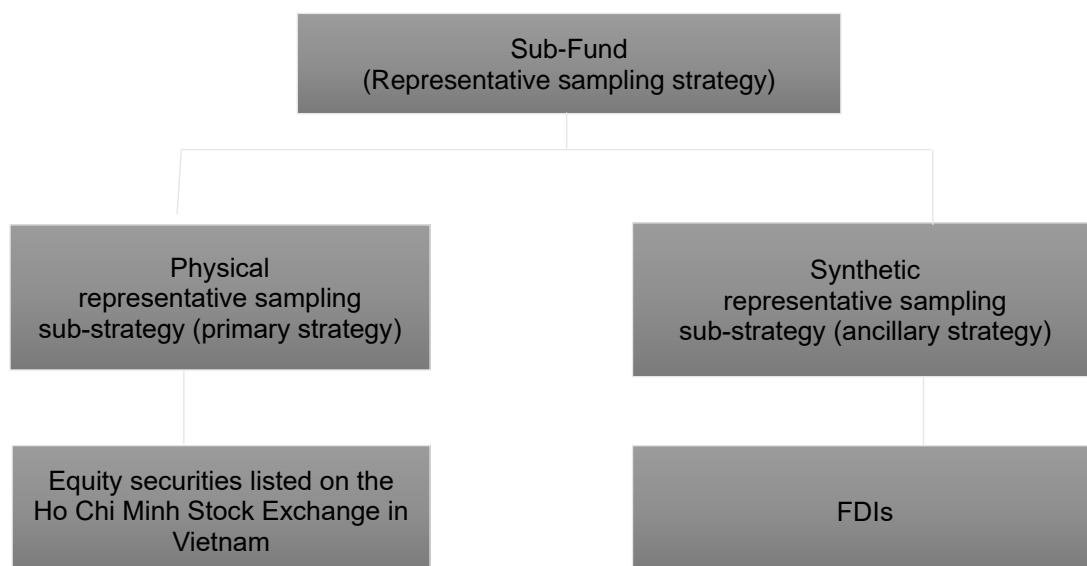 Sub-Fund
(Representative sampling strategy)
Physical
representative sampling
sub-strategy (primary strategy)
Synthetic
representative sampling
sub-strategy (ancillary strategy)
Equity securities listed on the
Ho Chi Minh Stock Exchange in
Vietnam
FDIs